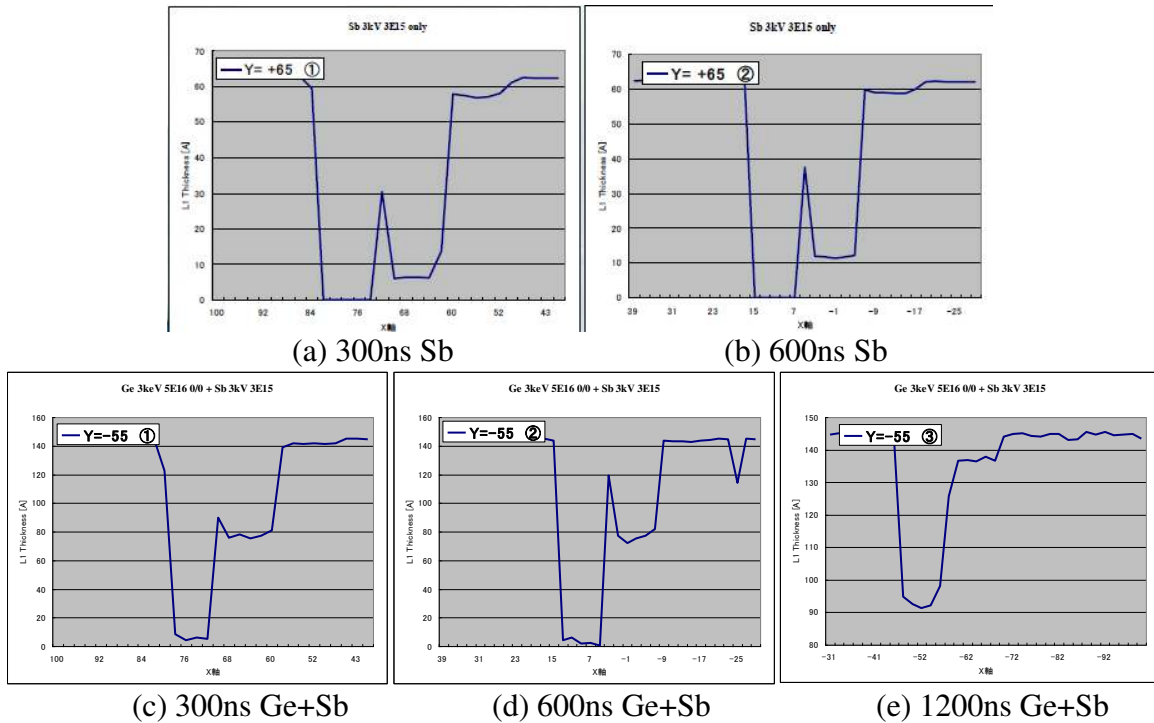 Sb 3kV 3E15 only
Y= +65 ①
L1 Thickness [A]
70
60
50
40
30
20
10
0
100 92 84 76 68 60 52 43
X軸
(a) 300ns Sb
Sb 3kV 3E15 only
Y= +65 ②
L1 Thickness [A]
70
60
50
40
30
20
10
0
39 31 23 15 7 -1 -9 -17 -25
X軸
(b) 600ns Sb
Ge 3keV 5E16 0/0 + Sb 3kV 3E15
Y=-55 ①
L1 Thickness [A]
160
140
120
100
80
60
40
20
0
100 92 84 76 68 60 52 43
X軸
(c) 300ns Ge+Sb
Ge 3keV 5E16 0/0 + Sb 3kV 3E15
Y=-55 ②
L1 Thickness [A]
160
140
120
100
80
60
40
20
0
39 31 23 15 7 -1 -9 -17 -25
X軸
(d) 600ns Ge+Sb
Ge 3keV 5E16 0/0 + Sb 3kV 3E15
Y=-55 ③
L1 Thickness [A]
150
140
130
120
110
100
90
80
-31 -41 -52 -62 -72 -82 -92
X軸
(e) 1200ns Ge+Sb